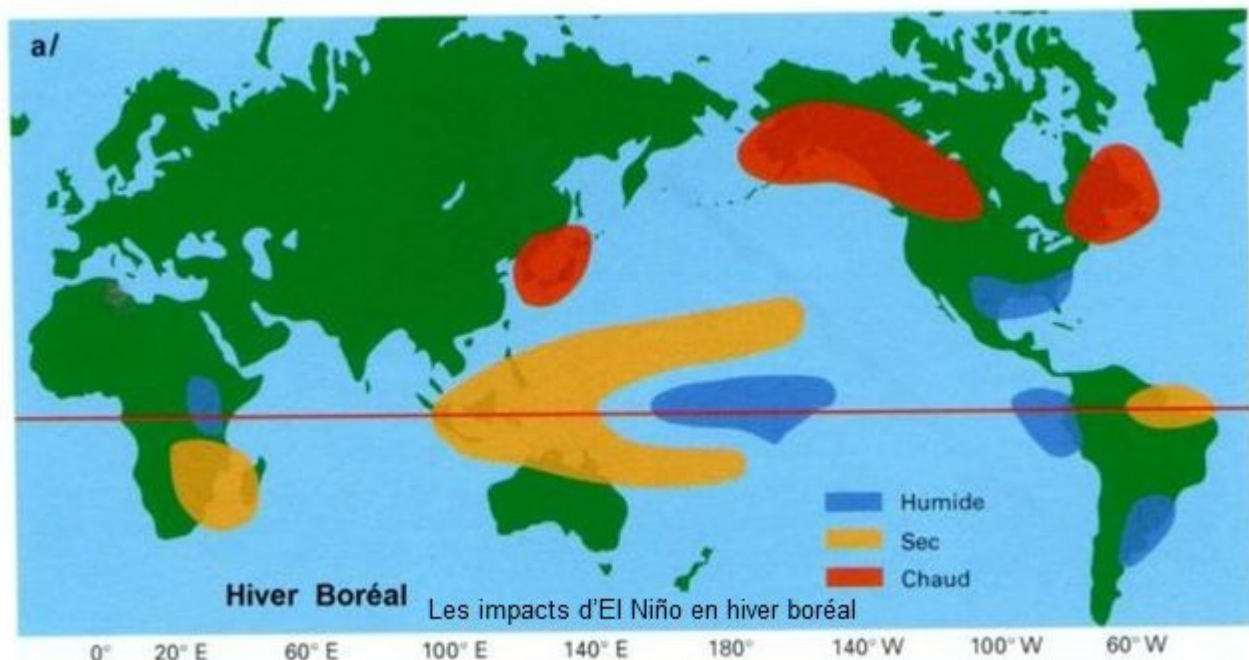 a/
Humide
Sec
Chaud
Hiver Boréal
Les impacts d'El Niño en hiver boréal
0° 20° E 60° E 100° E 140° E 180° 140° W 100° W 60° W